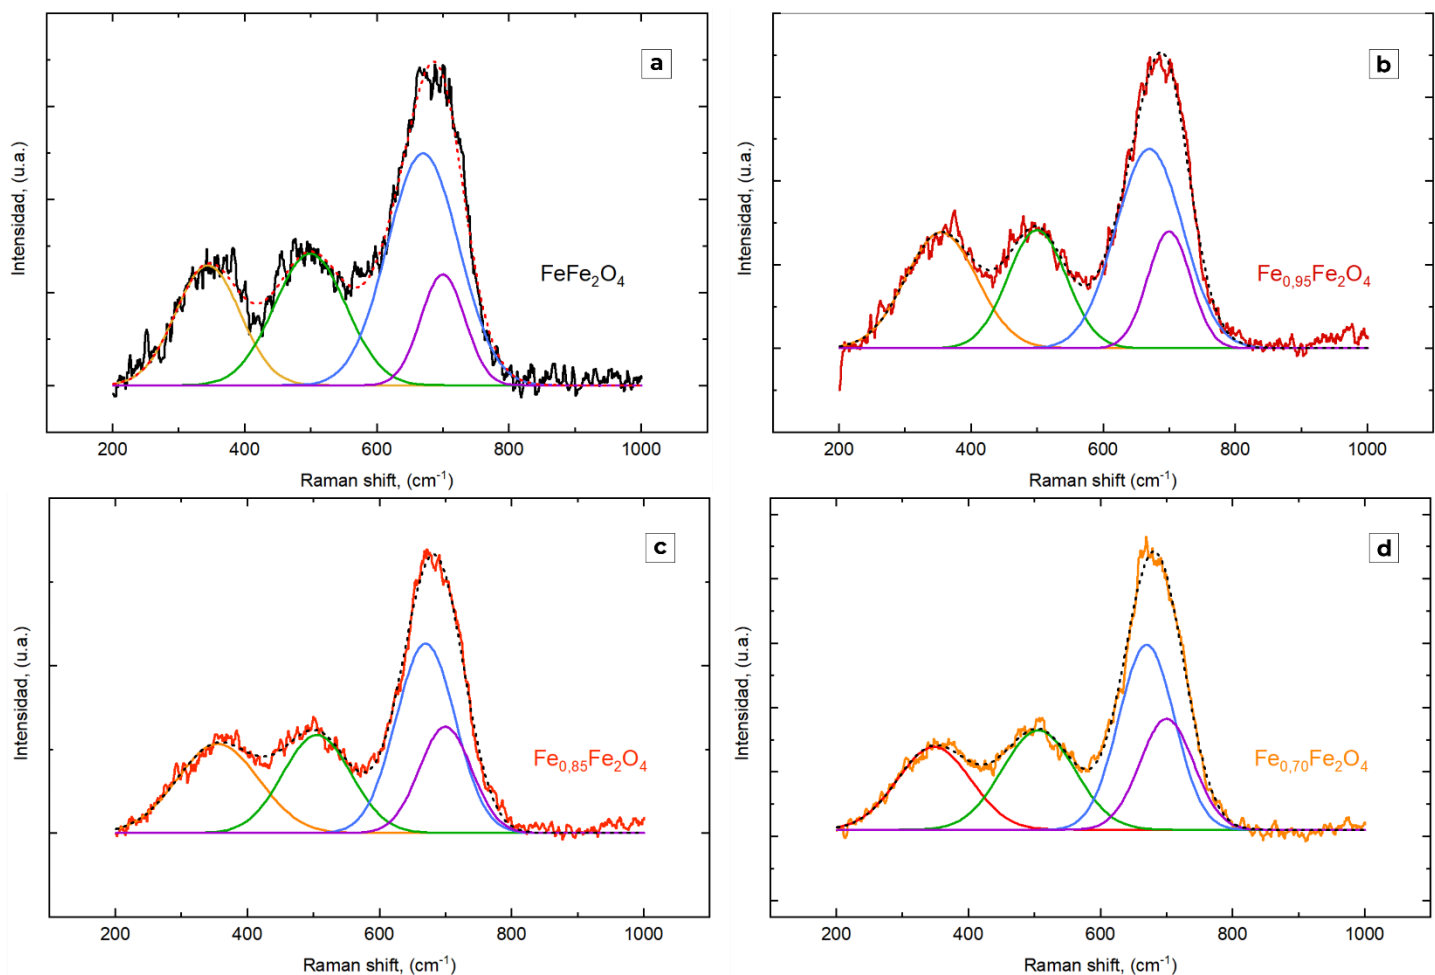 a
Intensidad, (u.a.)
FeFe₂O₄
200 400 600 800 1000
Raman shift, (cm⁻¹)
b
Intensidad, (u.a.)
Fe₀,₉₅Fe₂O₄
200 400 600 800 1000
Raman shift (cm⁻¹)
c
Intensidad, (u.a.)
Fe₀,₈₅Fe₂O₄
200 400 600 800 1000
Raman shift, (cm⁻¹)
d
Intensidad, (u.a.)
Fe₀,₇₀Fe₂O₄
200 400 600 800 1000
Raman shift, (cm⁻¹)